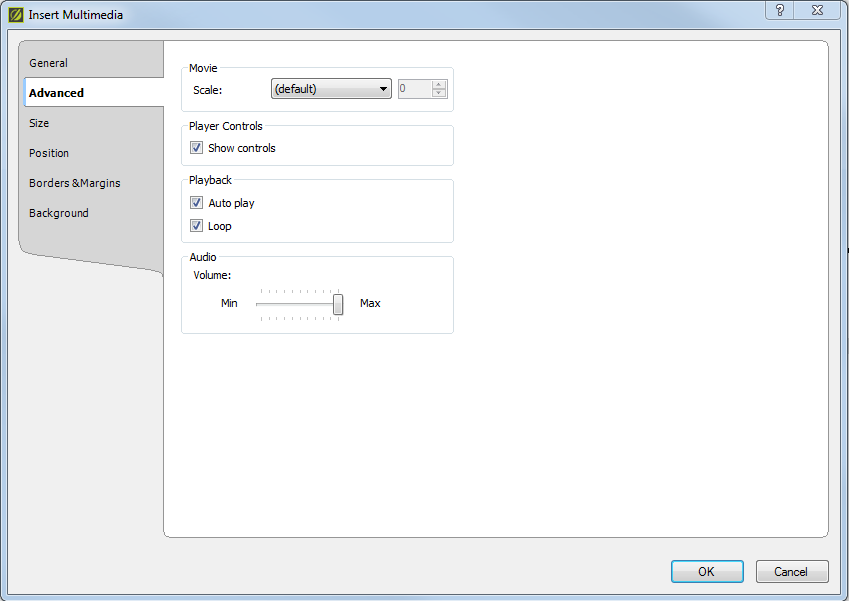 Insert Multimedia
?
General
Advanced
Size
Position
Borders &Margins
Background
Movie
Scale: (default) 0
Player Controls
Show controls
Playback
Auto play
Loop
Audio
Volume:
Min Max
OK Cancel